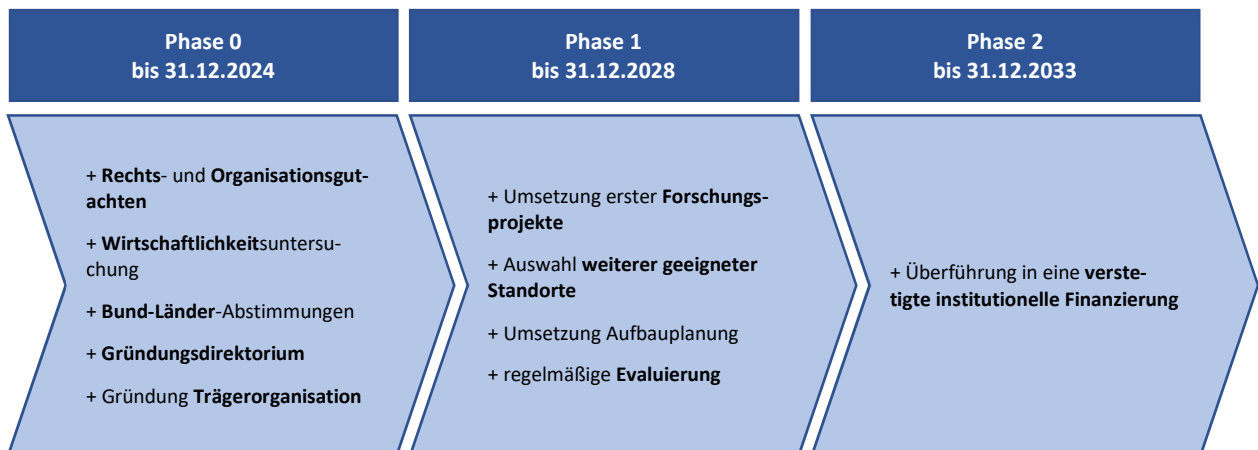 Phase 0
bis 31.12.2024
+ Rechts- und Organisationsgut-
achten
+ Wirtschaftlichkeitsuntersu-
chung
+ Bund-Länder-Abstimmungen
+ Gründungsdirektorium
+ Gründung Trägerorganisation
Phase 1
bis 31.12.2028
+ Umsetzung erster Forschungs-
projekte
+ Auswahl weiterer geeigneter
Standorte
+ Umsetzung Aufbauplanung
+ regelmäßige Evaluierung
Phase 2
bis 31.12.2033
+ Überführung in eine verste-
tigte institutionelle Finanzierung